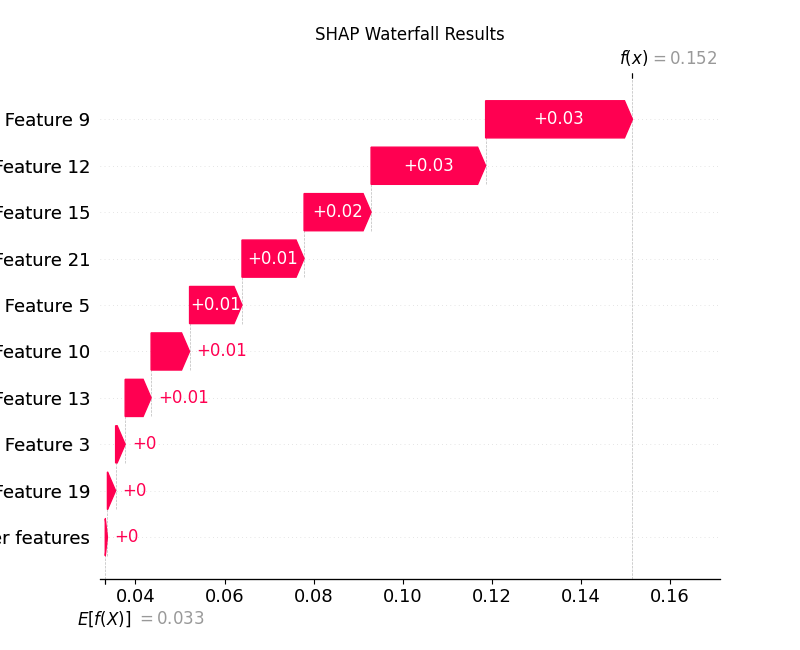 SHAP Waterfall Results
f(x) = 0.152
Feature 9
+0.03
Feature 12
+0.03
Feature 15
+0.02
Feature 21
+0.01
Feature 5
+0.01
Feature 10
+0.01
Feature 13
+0.01
Feature 3
+0
Feature 19
+0
er features
+0
0.04 0.06 0.08 0.10 0.12 0.14 0.16
E[f(X)] = 0.033